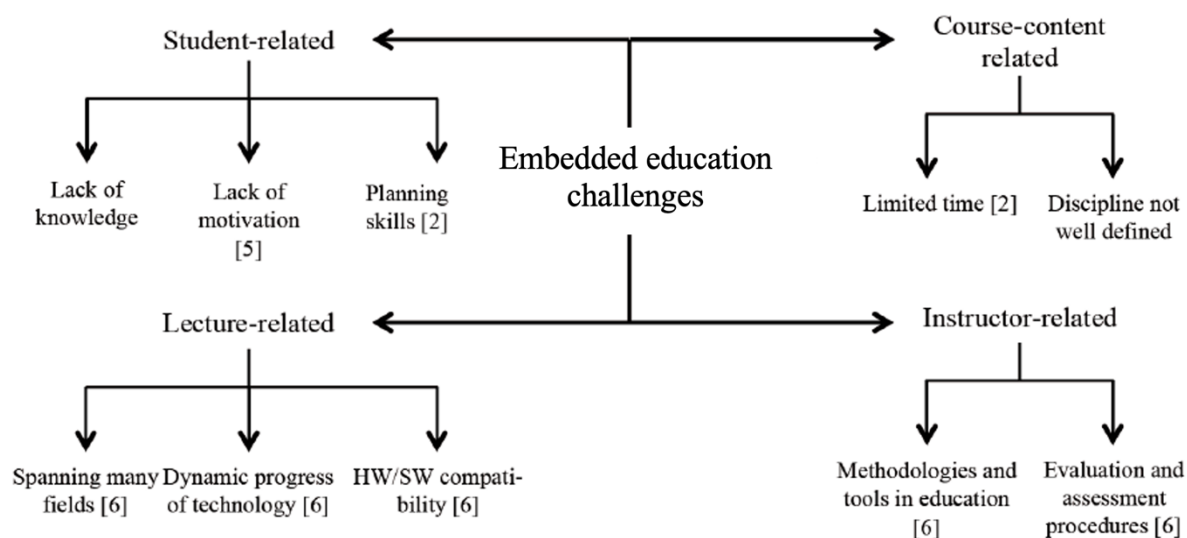 Student-related
Course-content
related
Embedded education
challenges
Lack of
knowledge
Lack of
motivation
[5]
Planning
skills [2]
Limited time [2]
Discipline not
well defined
Lecture-related
Instructor-related
Spanning many
fields [6]
Dynamic progress
of technology [6]
HW/SW compati-
bility [6]
Methodologies and
tools in education
[6]
Evaluation and
assessment
procedures [6]